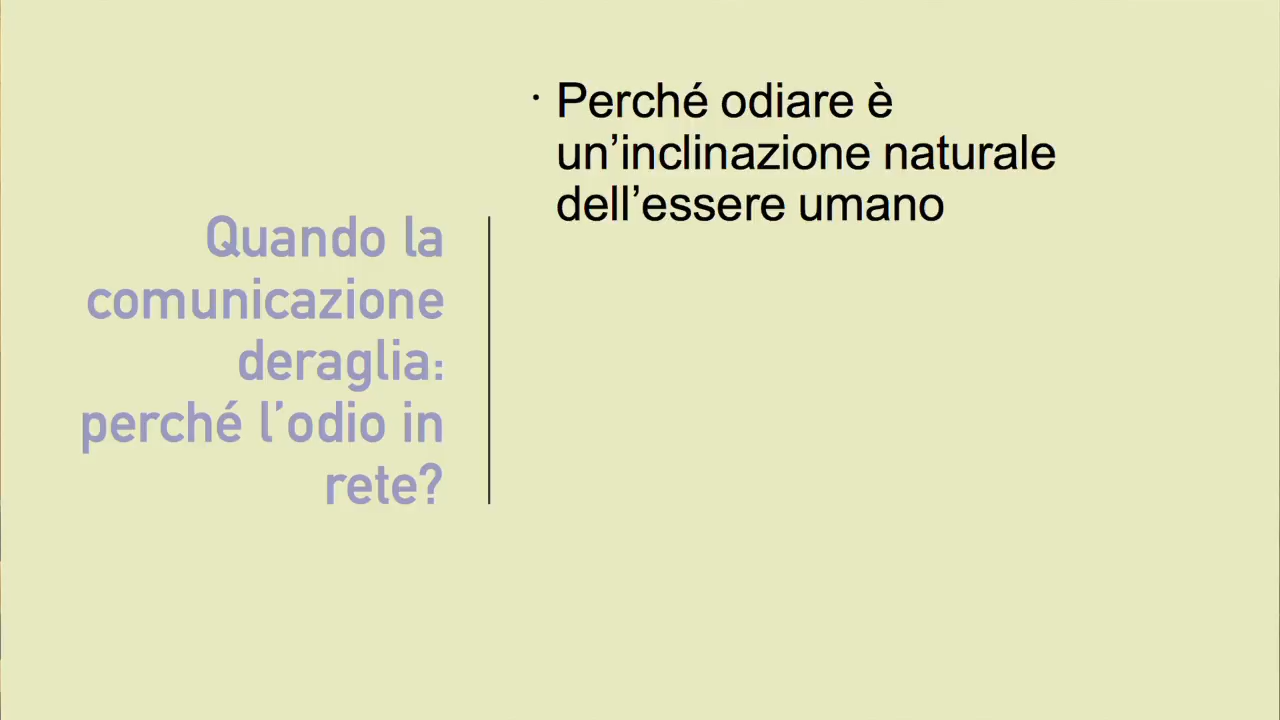 Quando la
comunicazione
deraglia:
perché l’odio in
rete?
· Perché odiare è
un’inclinazione naturale
dell’essere umano